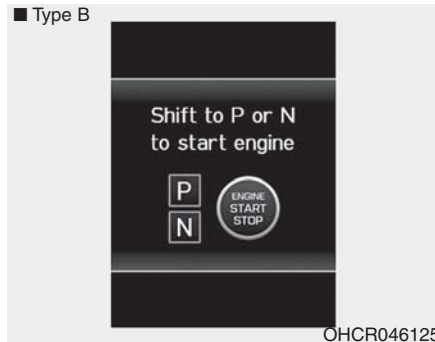 ■ Type B
Shift to P or N
to start engine
P
N
ENGINE
START
STOP
OHCR046125